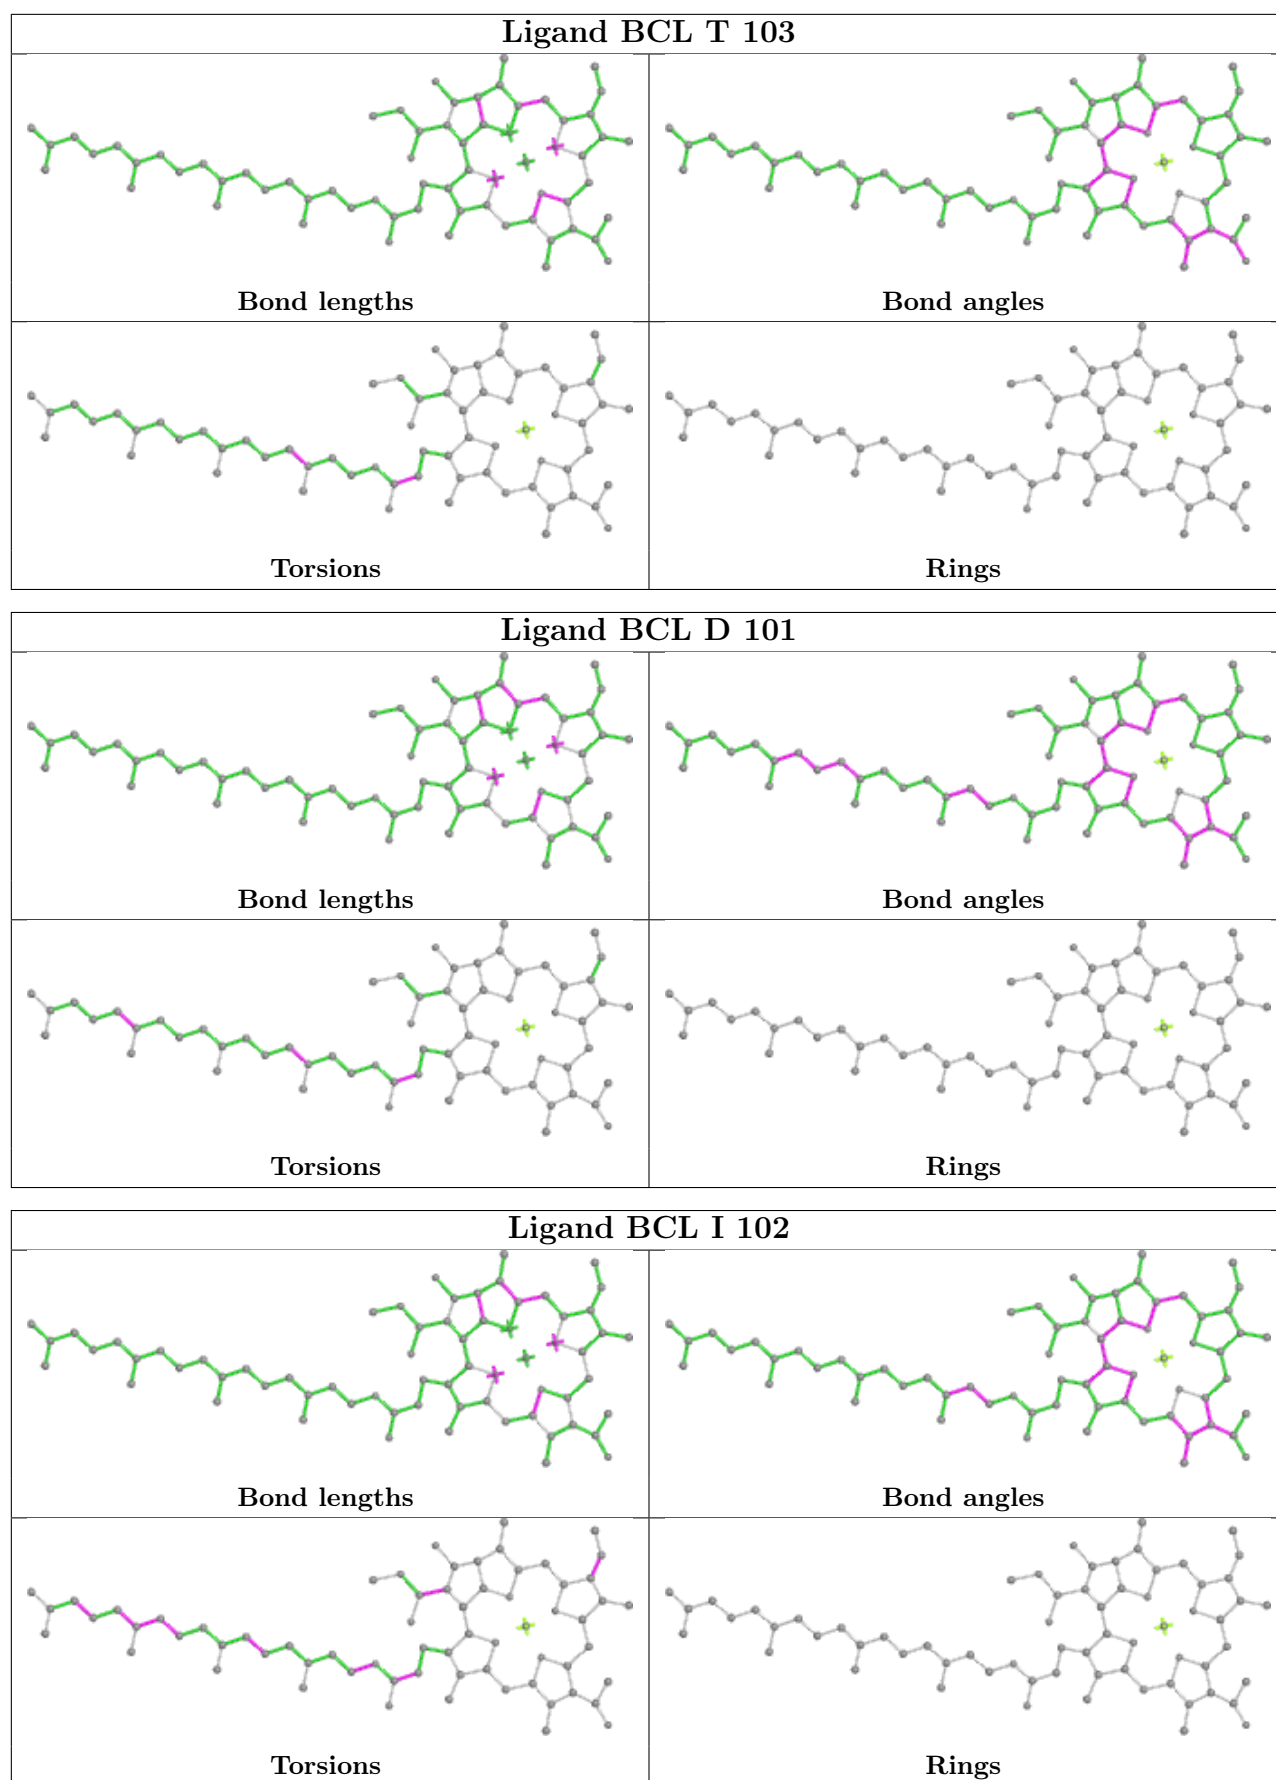 Ligand BCL T 103
Bond lengths
Bond angles
Torsions
Rings
Ligand BCL D 101
Bond lengths
Bond angles
Torsions
Rings
Ligand BCL I 102
Bond lengths
Bond angles
Torsions
Rings